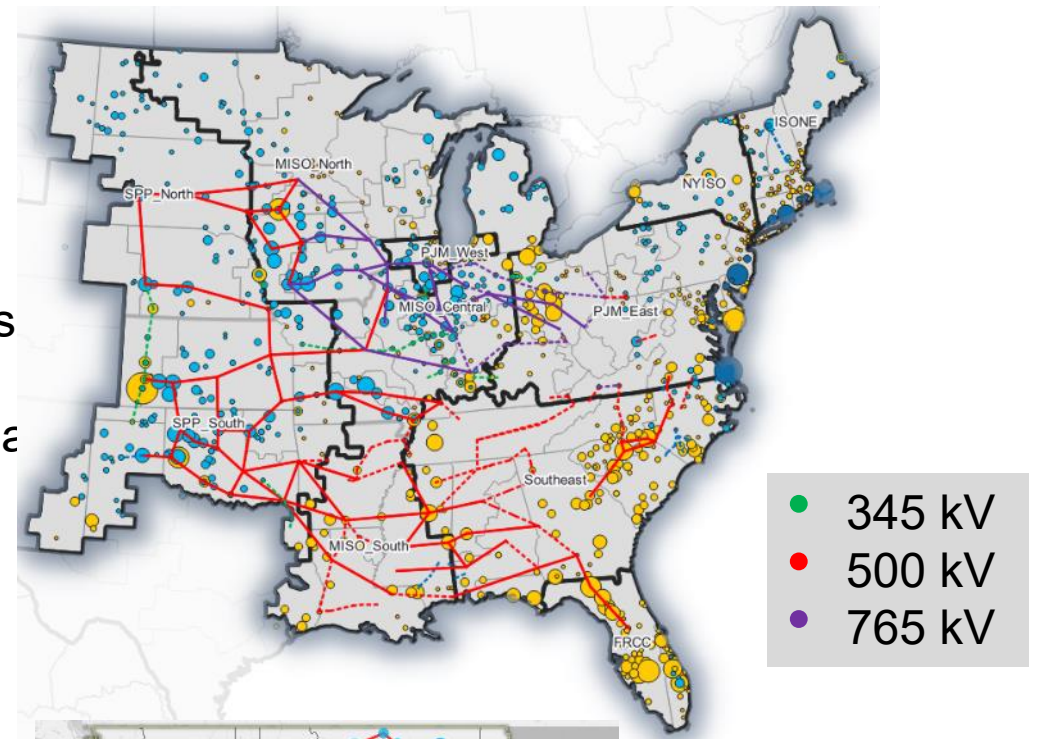 ISONE
MISO_North
NYISO
SPP_North
PJM_West
MISO_Central
PJM_East
s
SPP_South
a
Southeast
MISO_South
FRCC
345 kV
500 kV
765 kV